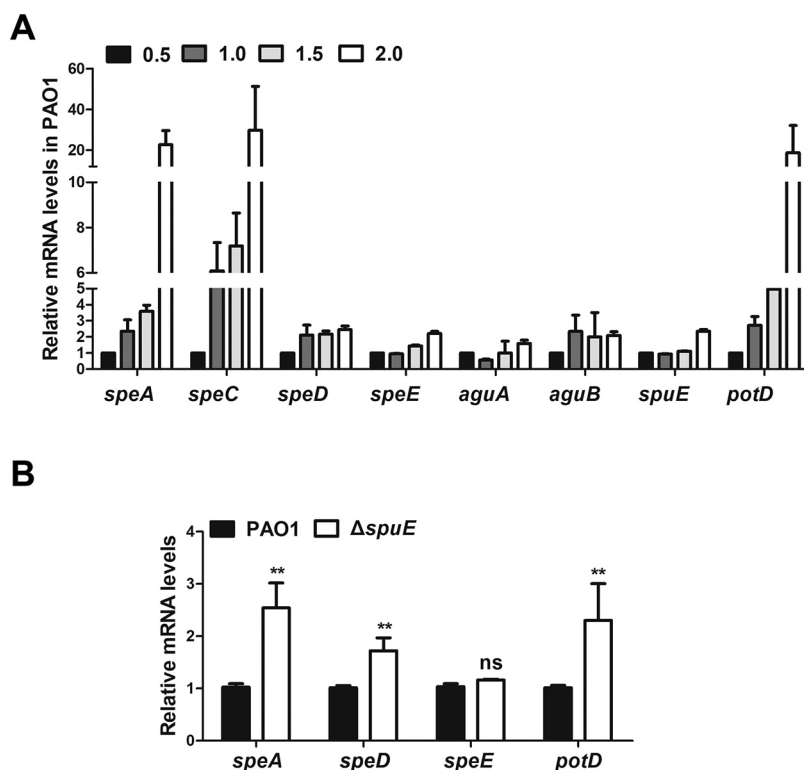 A
0.5 1.0 1.5 2.0
Relative mRNA levels in PAO1
60
40
20
10
8
6
5
4
3
2
1
0
speA speC speD speE aguA aguB spuE potD
B
PAO1 ΔspuE
Relative mRNA levels
4
3
2
1
0
** ** ns **
speA speD speE potD